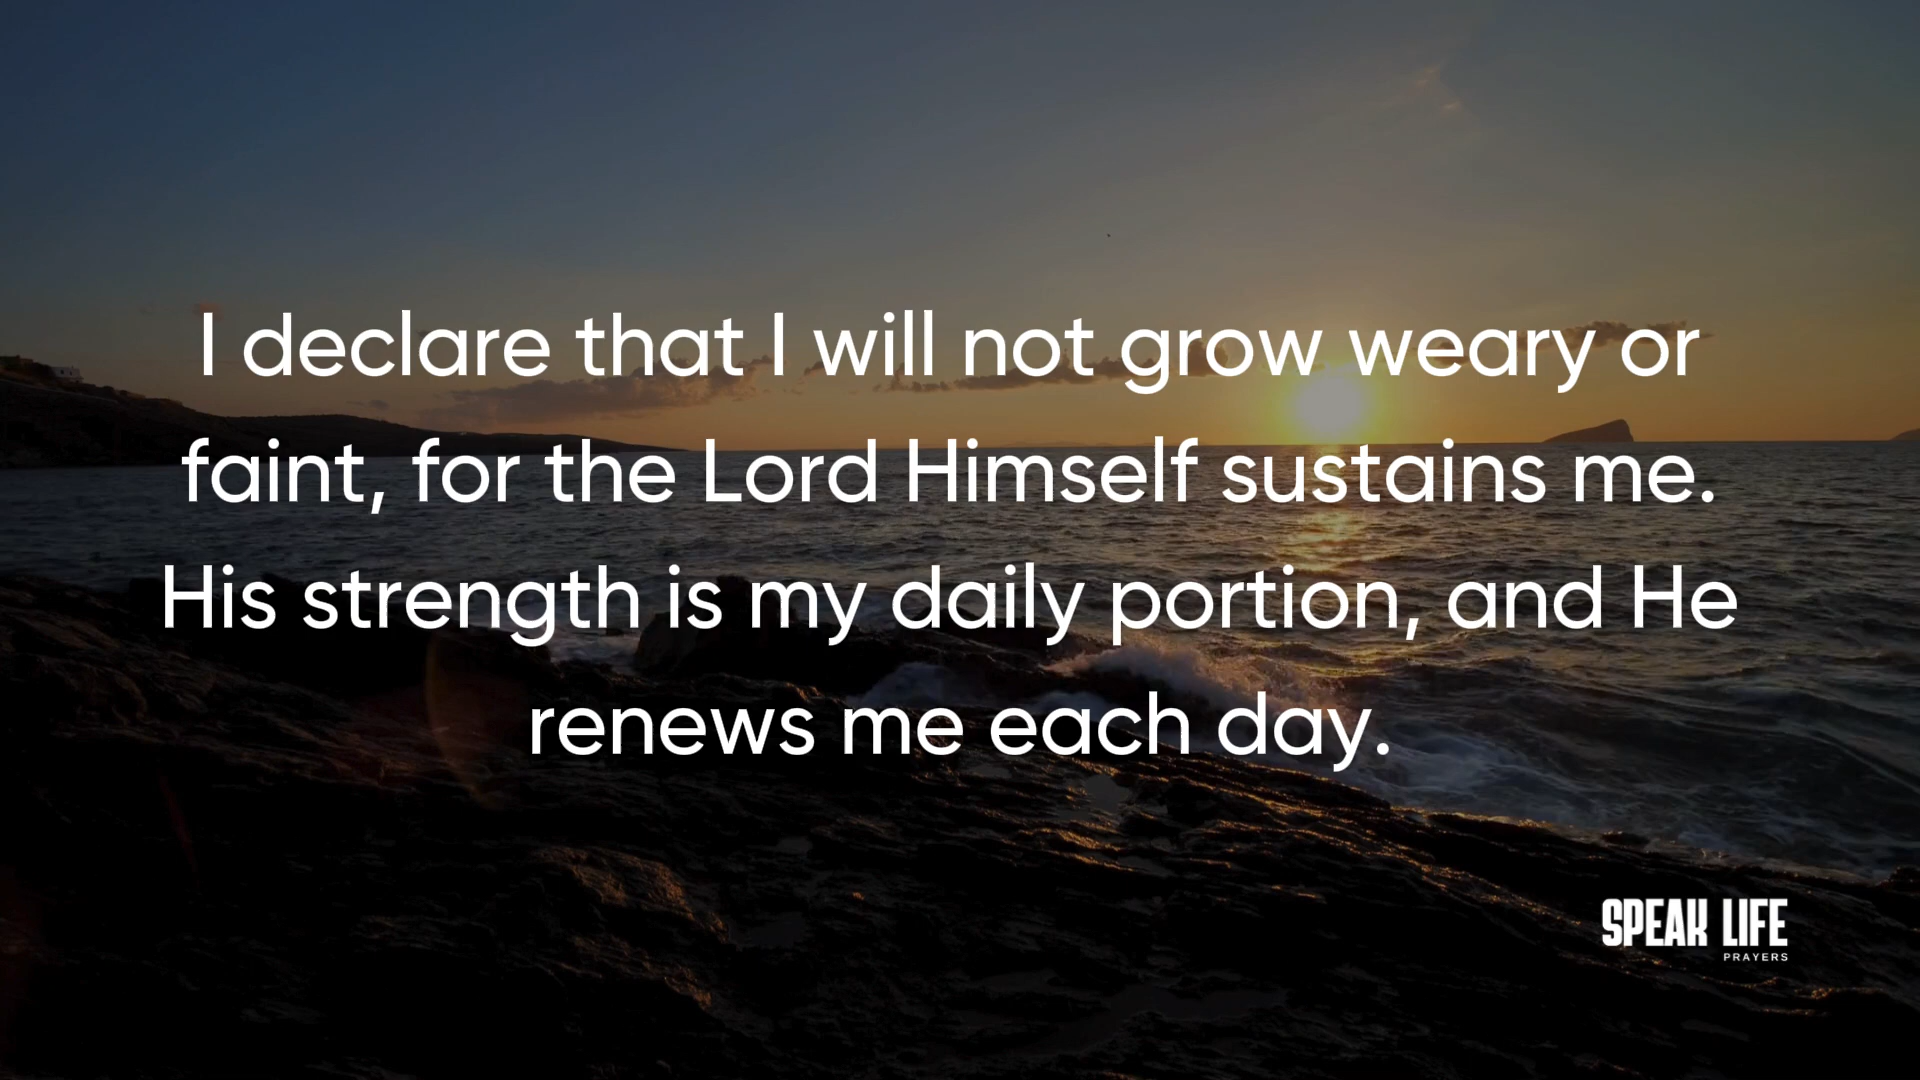 I declare that I will not grow weary or
faint, for the Lord Himself sustains me.
His strength is my daily portion, and He
renews me each day.
SPEAK LIFE
PRAYERS